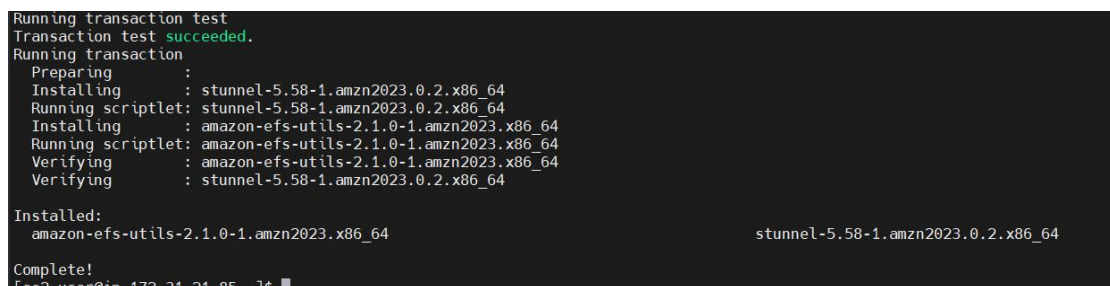 Running transaction test
Transaction test succeeded.
Running transaction
Preparing :
Installing : stunnel-5.58-1.amzn2023.0.2.x86_64
Running scriptlet: stunnel-5.58-1.amzn2023.0.2.x86_64
Installing : amazon-efs-utils-2.1.0-1.amzn2023.x86_64
Running scriptlet: amazon-efs-utils-2.1.0-1.amzn2023.x86_64
Verifying : amazon-efs-utils-2.1.0-1.amzn2023.x86_64
Verifying : stunnel-5.58-1.amzn2023.0.2.x86_64
Installed:
amazon-efs-utils-2.1.0-1.amzn2023.x86_64 stunnel-5.58-1.amzn2023.0.2.x86_64
Complete!